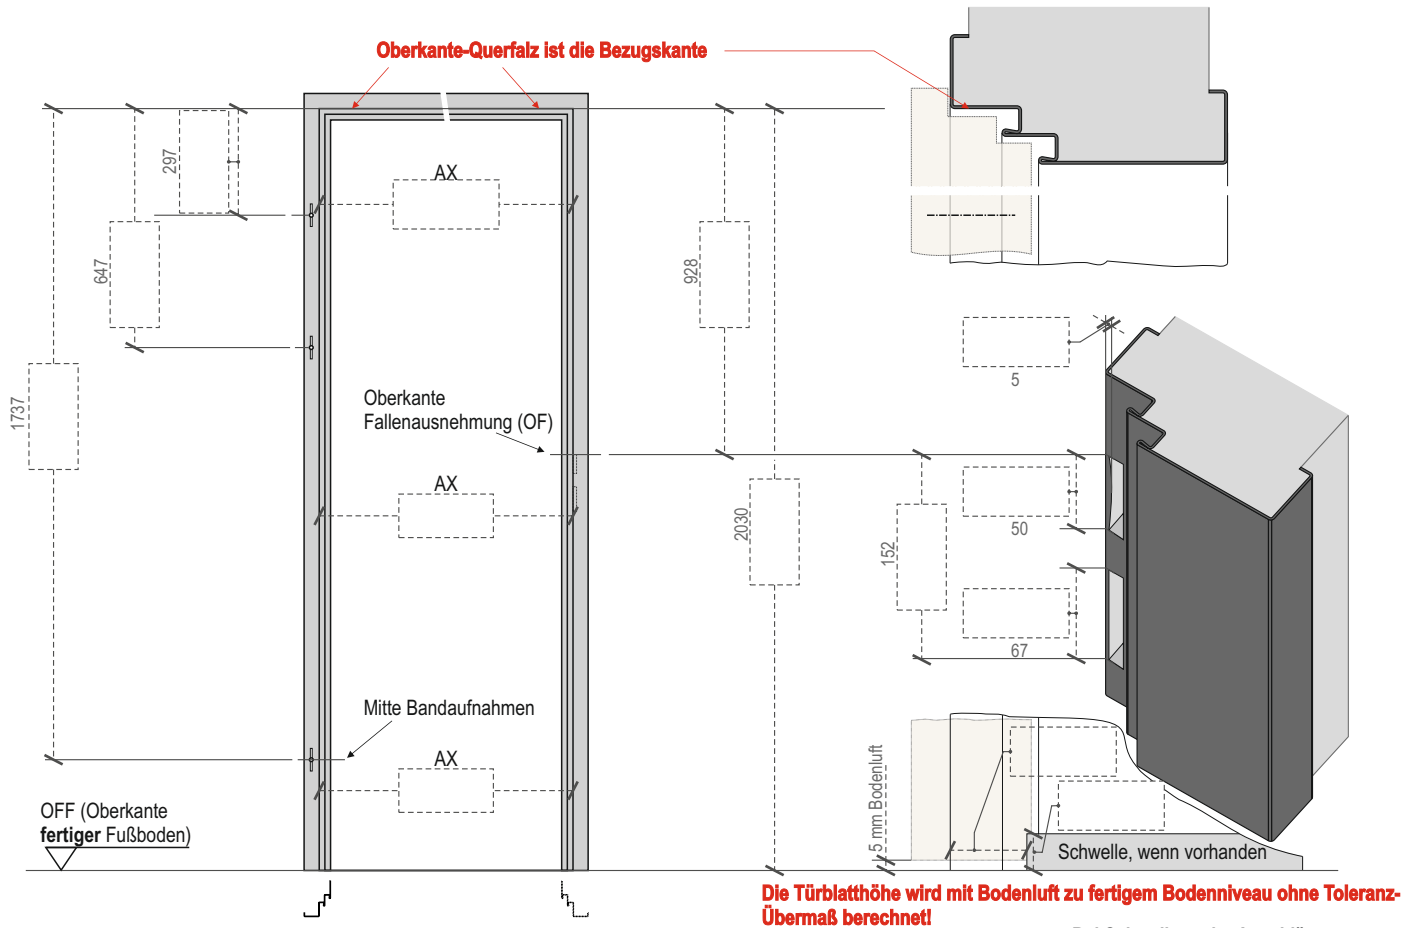 Oberkante-Querfalz ist die Bezugskante
297
AX
647
928
5
1737
Oberkante
Fallenausnehmung (OF)
AX
2030
50
152
67
Mitte Bandaufnahmen
AX
5 mm Bodenluft
OFF (Oberkante
fertiger Fußboden)
Schwelle, wenn vorhanden
Die Türblatthöhe wird mit Bodenluft zu fertigem Bodenniveau ohne Toleranz-
Übermaß berechnet!